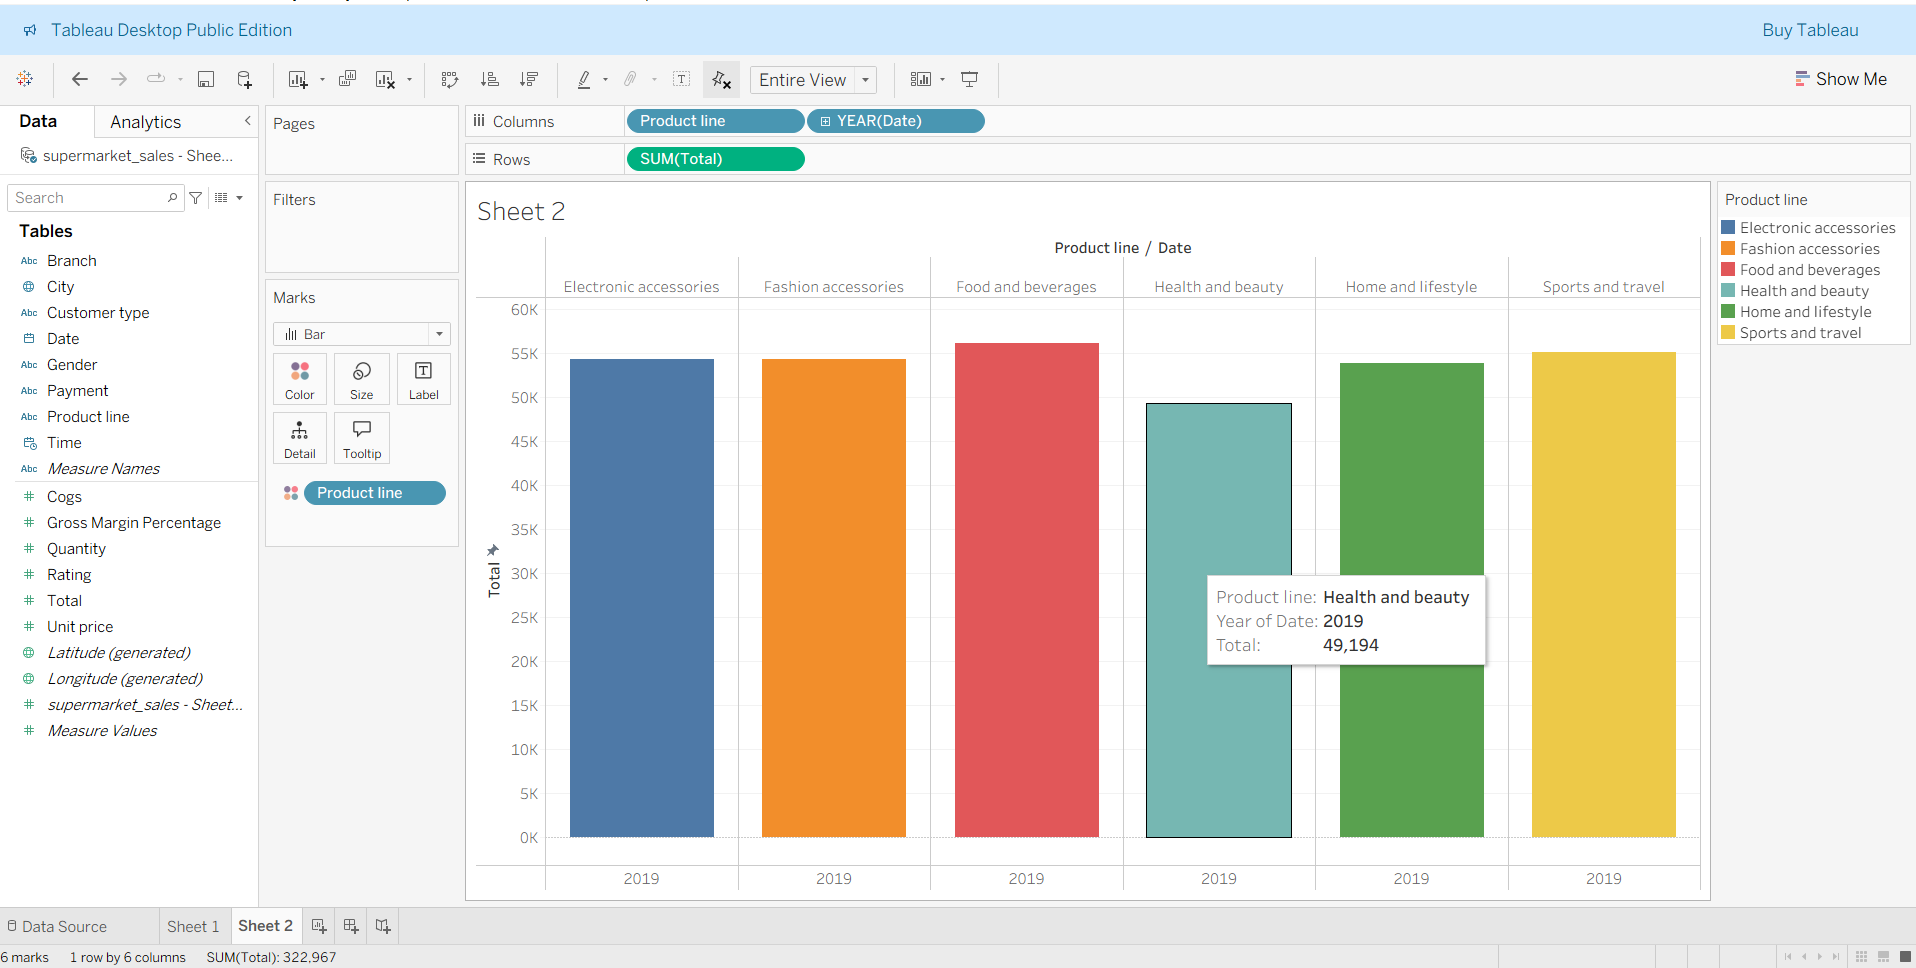 Tableau Desktop Public Edition
Buy Tableau
Entire View
Show Me
Data
Analytics
supermarket_sales - Shee...
Search
Tables
Abc Branch
City
Abc Customer type
Date
Abc Gender
Abc Payment
Abc Product line
Time
Abc Measure Names
# Cogs
# Gross Margin Percentage
# Quantity
# Rating
# Total
# Unit price
Latitude (generated)
Longitude (generated)
# supermarket_sales - Sheet...
# Measure Values
Pages
Filters
Marks
Bar
Color
Size
Label
Detail
Tooltip
Product line
Columns
Product line
YEAR(Date)
Rows
SUM(Total)
Sheet 2
Product line / Date
Electronic accessories
Fashion accessories
Food and beverages
Health and beauty
Home and lifestyle
Sports and travel
60K
55K
50K
45K
40K
35K
30K
25K
20K
15K
10K
5K
0K
Total
Product line: Health and beauty
Year of Date: 2019
Total: 49,194
2019
2019
2019
2019
2019
2019
Product line
Electronic accessories
Fashion accessories
Food and beverages
Health and beauty
Home and lifestyle
Sports and travel
Data Source
Sheet 1
Sheet 2
6 marks
1 row by 6 columns
SUM(Total): 322,967